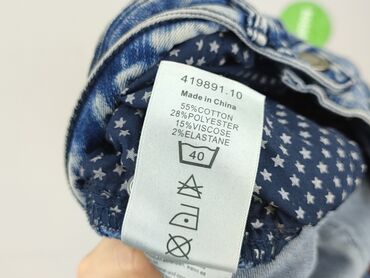 419891.10
Made in China
55%COTTON
28%POLYESTER
15%VISCOSE
2%ELASTANE
40